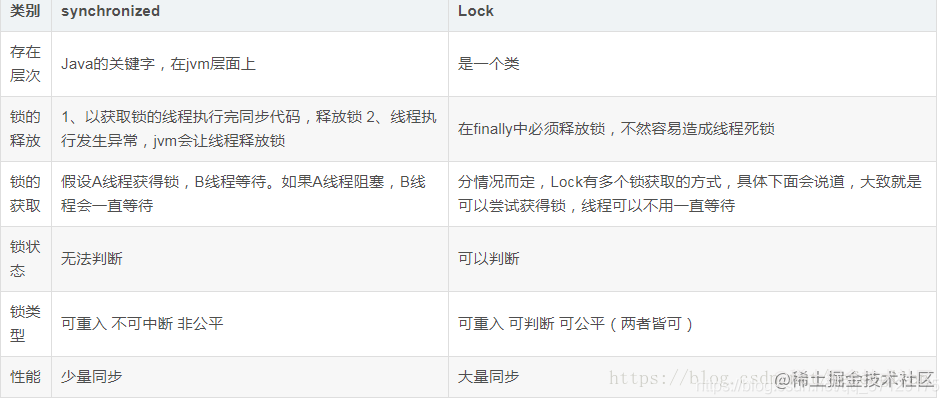 类别 synchronized Lock
存在
层次
Java的关键字，在jvm层面上
是一个类
锁的
释放
1、以获取锁的线程执行完同步代码，释放锁 2、线程执
行发生异常，jvm会让线程释放锁
在finally中必须释放锁，不然容易造成线程死锁
锁的
获取
假设A线程获得锁，B线程等待。如果A线程阻塞，B线
程会一直等待
分情况而定，Lock有多个锁获取的方式，具体下面会说道，大致就是
可以尝试获得锁，线程可以不用一直等待
锁状
态
无法判断
可以判断
锁类
型
可重入 不可中断 非公平
可重入 可判断 可公平（两者皆可）
性能 少量同步 大量同步
https://blog.csd
@稀土掘金技术社区